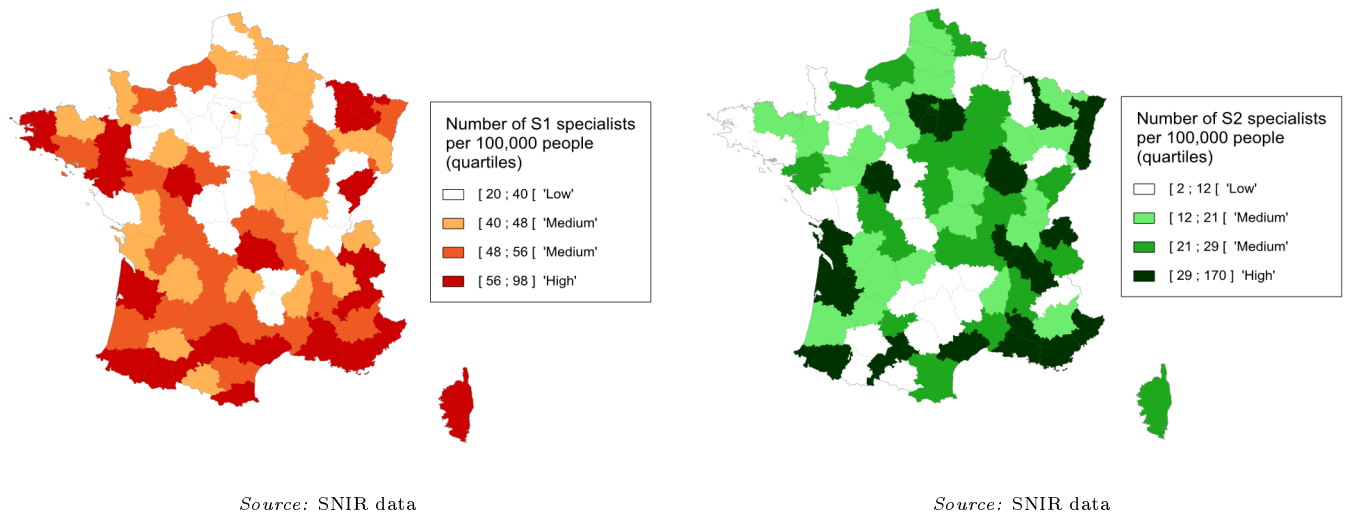 Number of S1 specialists
per 100,000 people
(quartiles)
[ 20 ; 40 [ 'Low'
[ 40 ; 48 [ 'Medium'
[ 48 ; 56 [ 'Medium'
[ 56 ; 98 ] 'High'
Source: SNIR data
Number of S2 specialists
per 100,000 people
(quartiles)
[ 2 ; 12 [ 'Low'
[ 12 ; 21 [ 'Medium'
[ 21 ; 29 [ 'Medium'
[ 29 ; 170 ] 'High'
Source: SNIR data